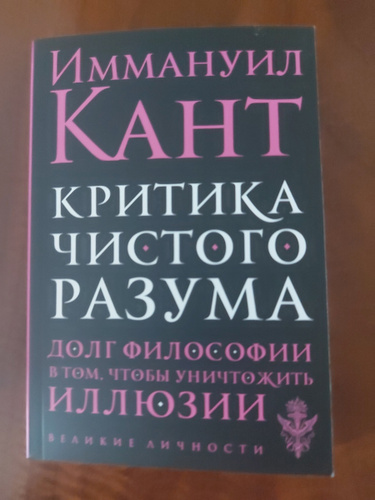 Иммануил
Кант
критика
чистого
разума
долг философии
в том, чтобы уничтожить
иллюзии
великие личности